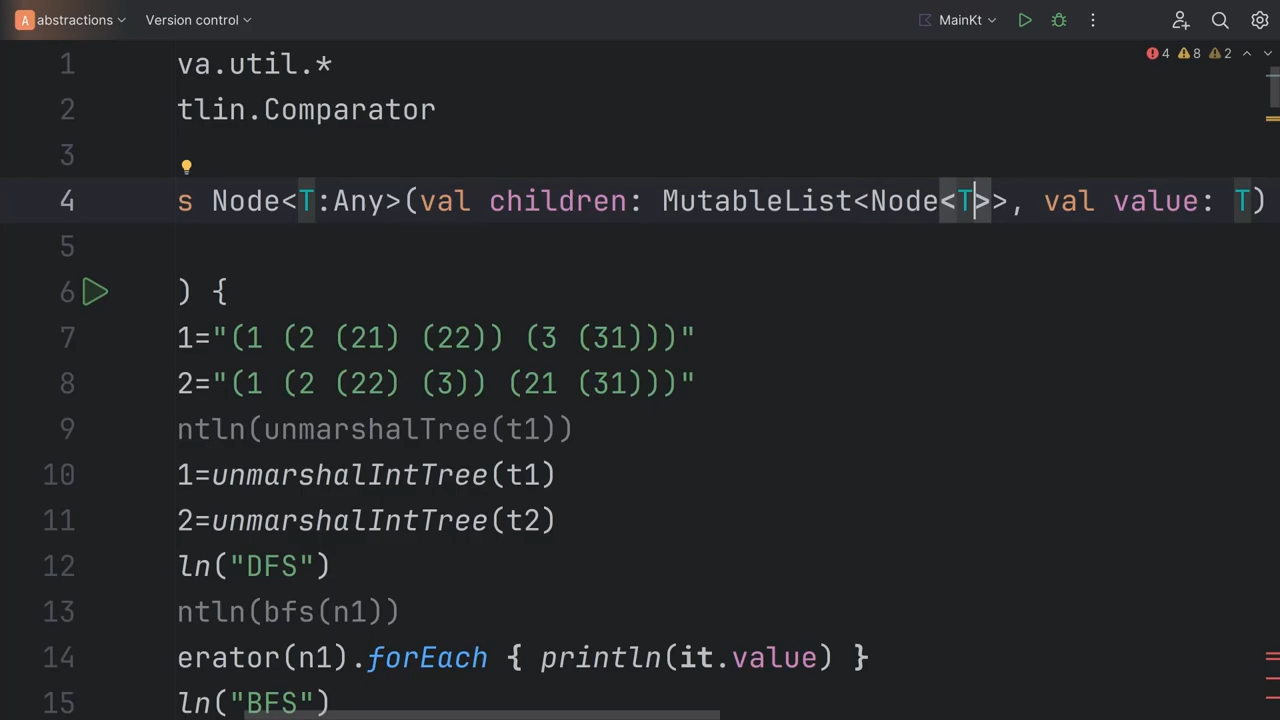 A abstractions Version control MainKt
4 8 2
1 va.util.*
2 tlin.Comparator
3
4 s Node<T:Any>(val children: MutableList<Node<T>>, val value: T)
5
6 ) {
7 1="(1 (2 (21) (22)) (3 (31)))"
8 2="(1 (2 (22) (3)) (21 (31)))"
9 ntln(unmarshalTree(t1))
10 1=unmarshalIntTree(t1)
11 2=unmarshalIntTree(t2)
12 ln("DFS")
13 ntln(bfs(n1))
14 erator(n1).forEach { println(it.value) }
15 ln("BFS")